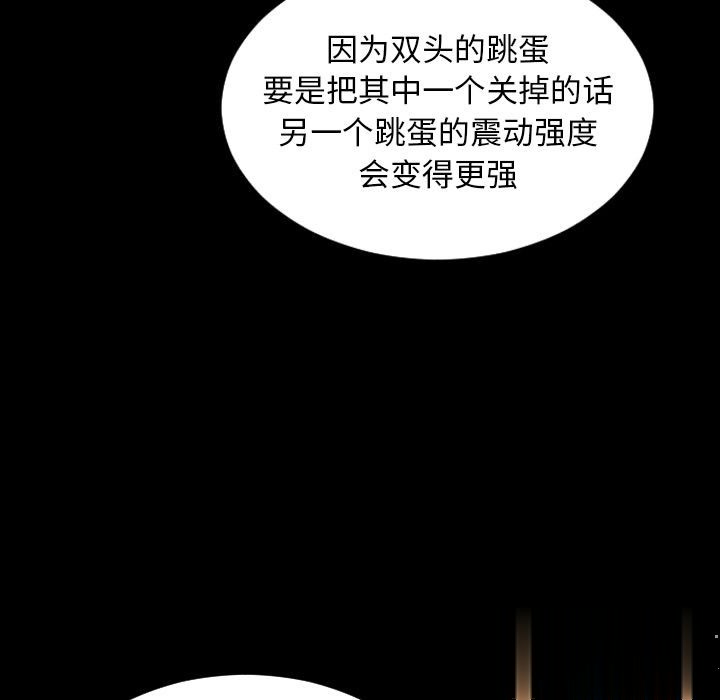 因为双头的跳蛋
要是把其中一个关掉的话
另一个跳蛋的震动强度
会变得更强